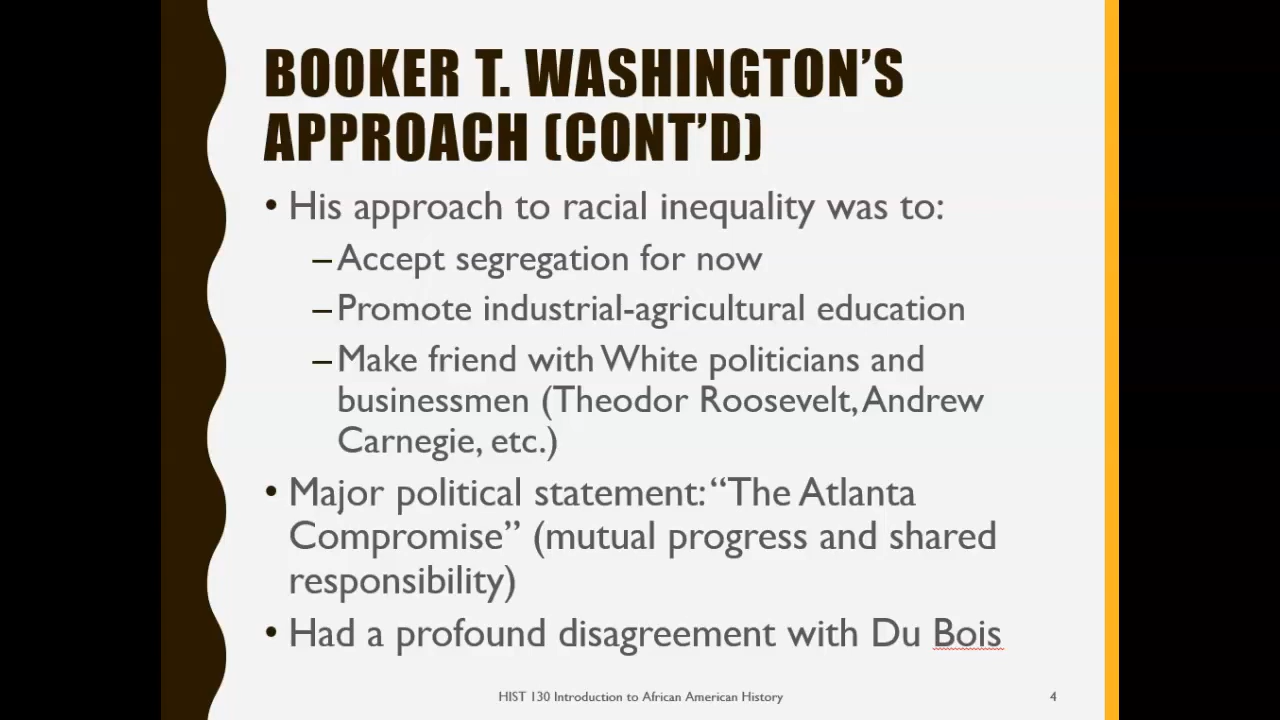 BOOKER T. WASHINGTON’S
APPROACH (CONT’D)
• His approach to racial inequality was to:
– Accept segregation for now
– Promote industrial-agricultural education
– Make friend with White politicians and
businessmen (Theodor Roosevelt, Andrew
Carnegie, etc.)
• Major political statement: “The Atlanta
Compromise” (mutual progress and shared
responsibility)
• Had a profound disagreement with Du Bois
HIST 130 Introduction to African American History 4